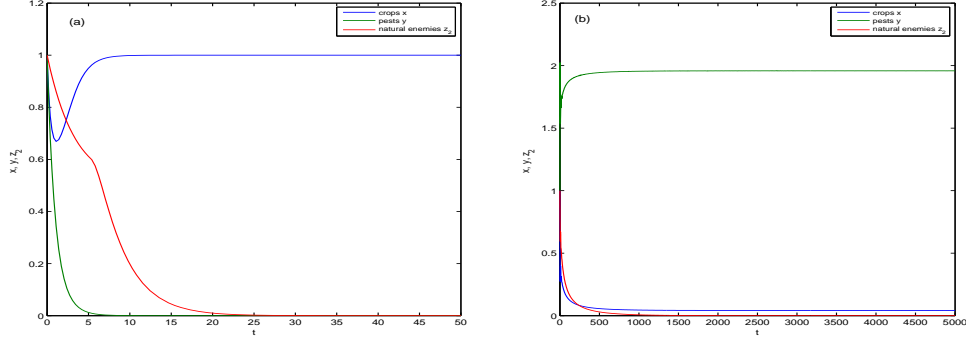 (a)
crops x
pests y
natural enemies z2
1.2
1
0.8
0.6
0.4
0.2
0
x, y, z2
0 5 10 15 20 25 30 35 40 45 50
t
(b)
crops x
pests y
natural enemies z2
2.5
2
1.5
1
0.5
0
x, y, z2
0 500 1000 1500 2000 2500 3000 3500 4000 4500 5000
t